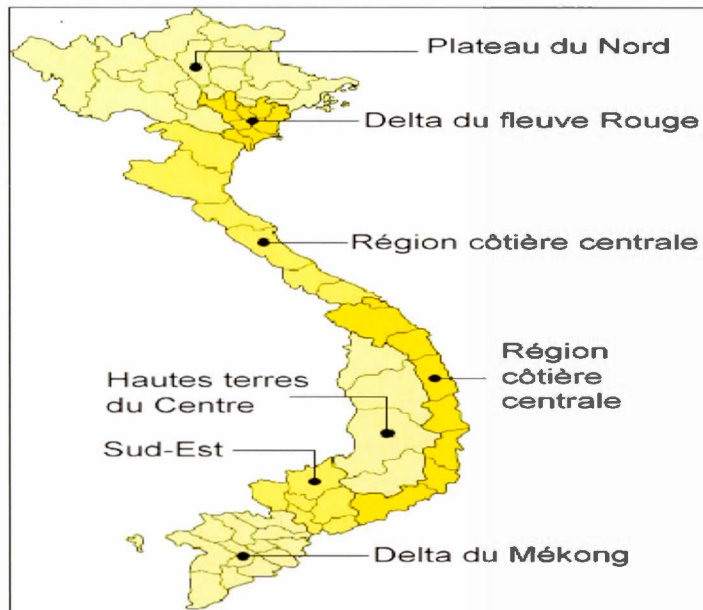 Plateau du Nord
Delta du fleuve Rouge
Région côtière centrale
Région
côtière
centrale
Hautes terres
du Centre
Sud-Est
Delta du Mékong